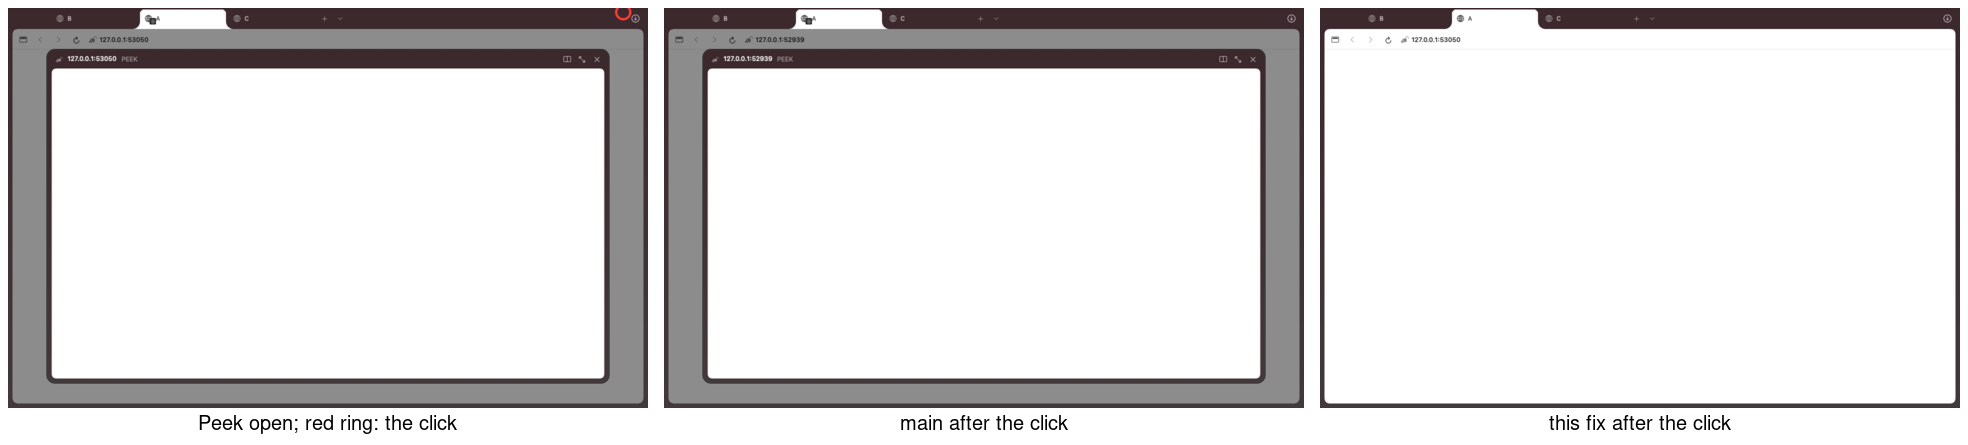 B A C
127.0.0.1:53050
127.0.0.1:53050 PEEK
Peek open; red ring: the click
B A C
127.0.0.1:52939
127.0.0.1:52939 PEEK
main after the click
B A C
127.0.0.1:53050
this fix after the click